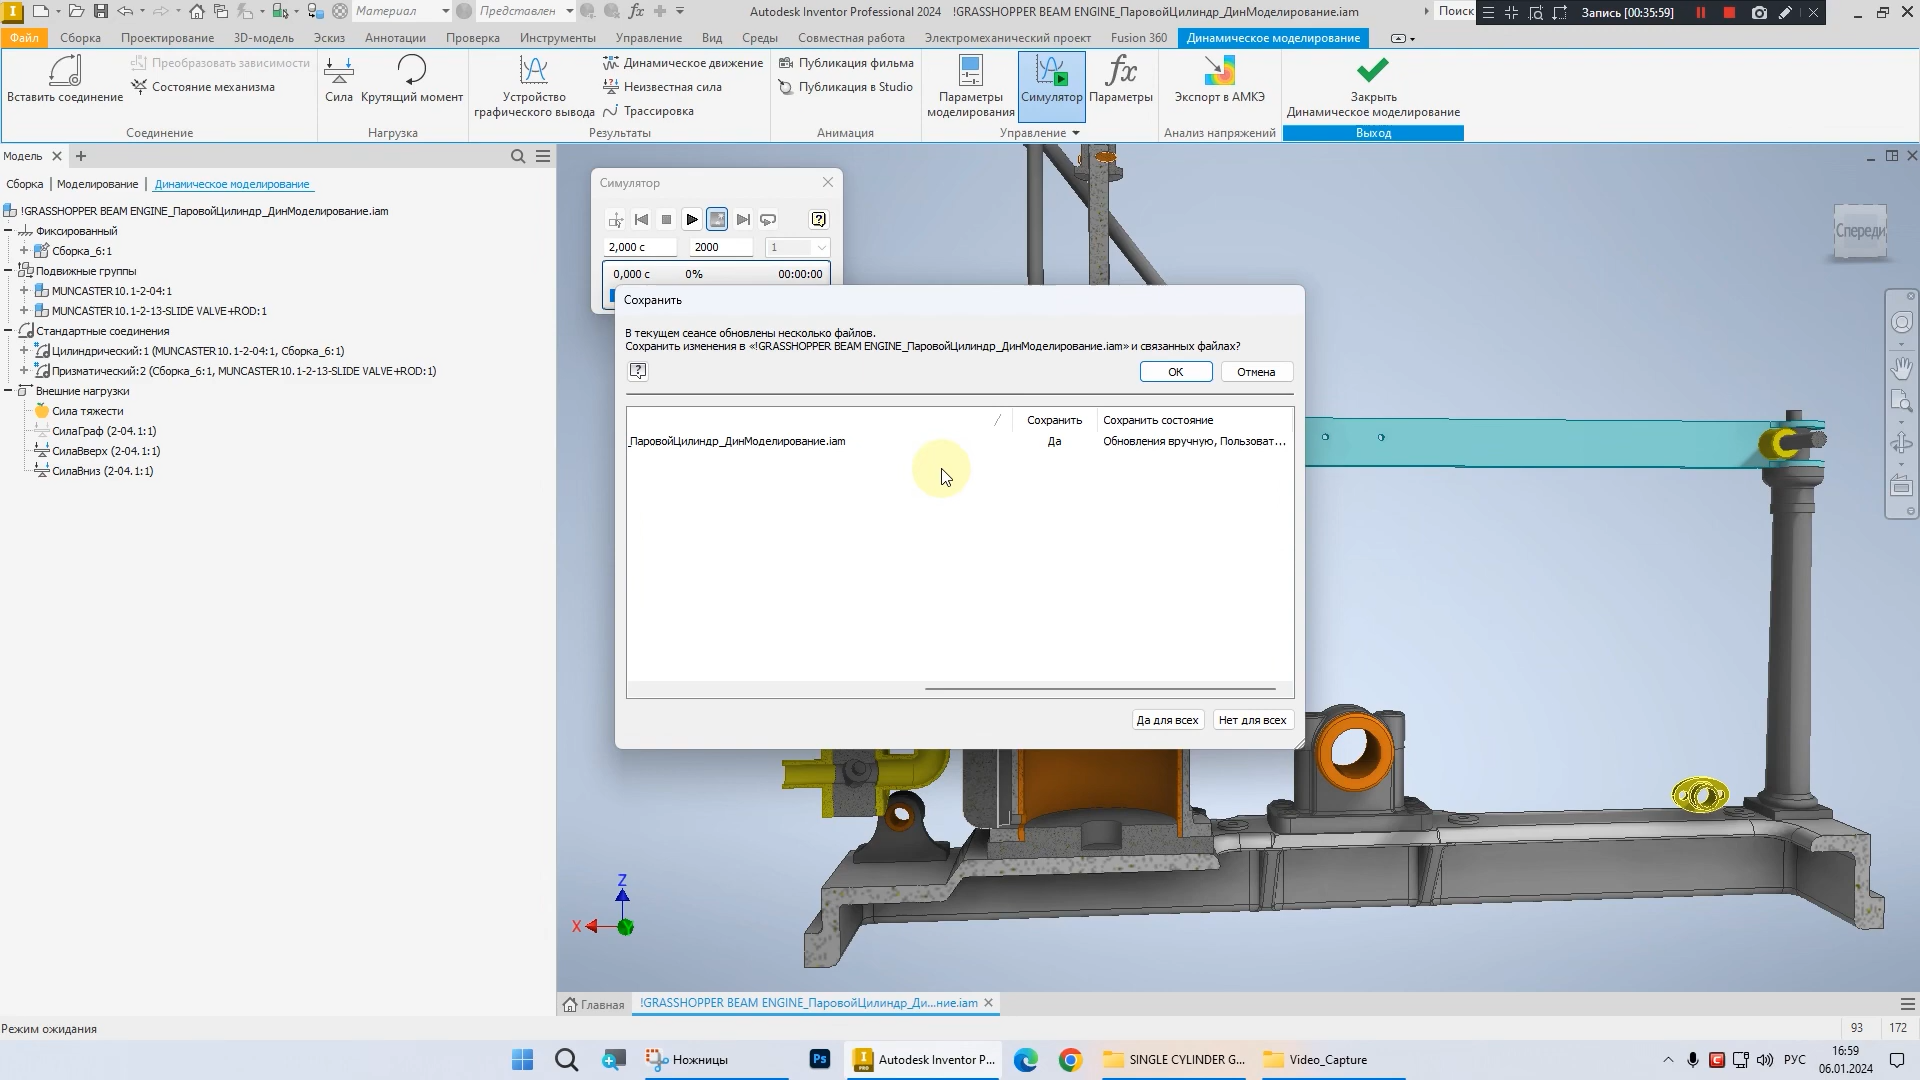 Материал
Представлен
fx
Autodesk Inventor Professional 2024 !GRASSHOPPER BEAM ENGINE_ПаровойЦилиндр_ДинМоделирование.iam
Поиск
Запись [00:35:59]
Файл Сборка Проектирование 3D-модель Эскиз Аннотации Проверка Инструменты Управление Вид Среды Совместная работа Электромеханический проект Fusion 360 Динамическое моделирование
Вставить соединение
Преобразовать зависимости
Состояние механизма
Соединение
Сила
Крутящий момент
Нагрузка
Устройство
графического вывода
Динамическое движение
Неизвестная сила
Трассировка
Результаты
Публикация фильма
Публикация в Studio
Анимация
Параметры
моделирования
Симулятор
fx
Параметры
Управление
Экспорт в АМКЭ
Анализ напряжений
Закрыть
Динамическое моделирование
Выход
Модель
Сборка | Моделирование | Динамическое моделирование
!GRASSHOPPER BEAM ENGINE_ПаровойЦилиндр_ДинМоделирование.iam
Фиксированный
Сборка_6:1
Подвижные группы
MUNCASTER10.1-2-04:1
MUNCASTER10.1-2-13-SLIDE VALVE+ROD:1
Стандартные соединения
Цилиндрический:1 (MUNCASTER10.1-2-04:1, Сборка_6:1)
Призматический:2 (Сборка_6:1, MUNCASTER10.1-2-13-SLIDE VALVE+ROD:1)
Внешние нагрузки
Сила тяжести
СилаГраф (2-04.1:1)
СилаВверх (2-04.1:1)
СилаВниз (2-04.1:1)
Симулятор
2,000 с 2000 1
0,000 с 0% 00:00:00
Сохранить
В текущем сеансе обновлены несколько файлов.
Сохранить изменения в «!GRASSHOPPER BEAM ENGINE_ПаровойЦилиндр_ДинМоделирование.iam» и связанных файлах?
OK Отмена
Сохранить Сохранить состояние
_ПаровойЦилиндр_ДинМоделирование.iam Да Обновления вручную, Пользоват...
Да для всех Нет для всех
Спереди
Z
X
Главная !GRASSHOPPER BEAM ENGINE_ПаровойЦилиндр_Ди...ние.iam
Режим ожидания
93 172
Ножницы
Ps
Autodesk Inventor P...
SINGLE CYLINDER G...
Video_Capture
РУС
16:59
06.01.2024